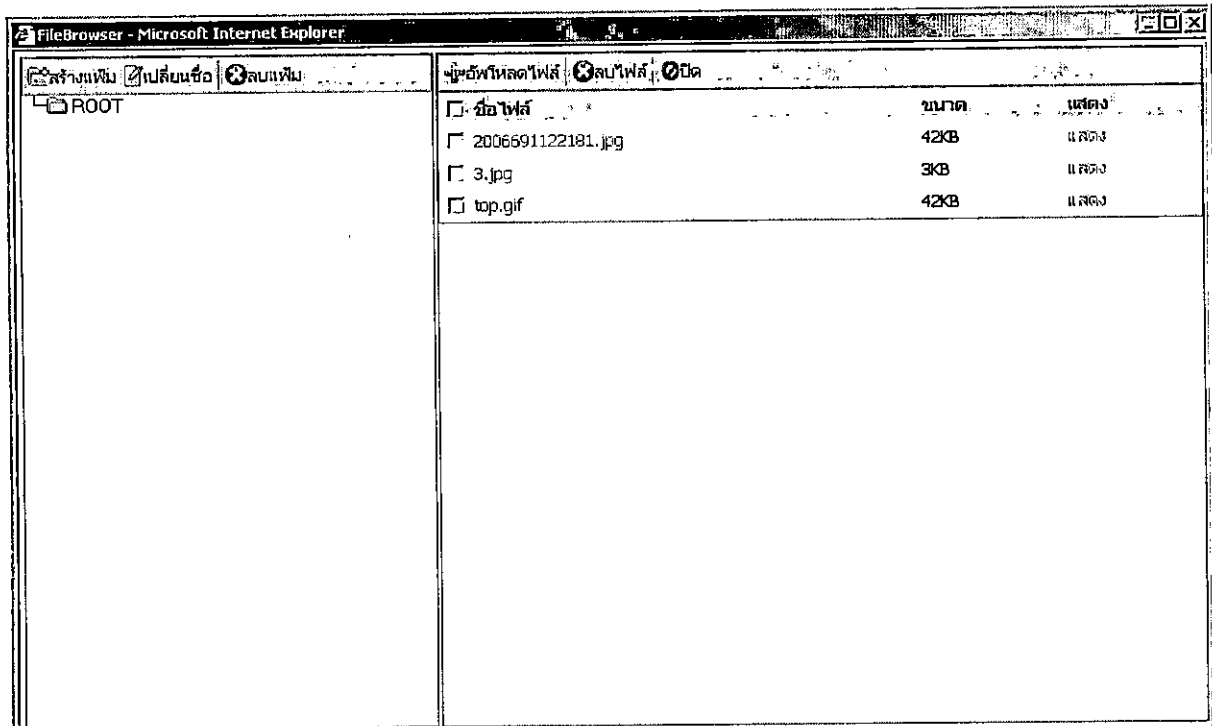 FileBrowser - Microsoft Internet Explorer
สร้างแฟ้ม เปลี่ยนชื่อ ลบแฟ้ม
ROOT
อัพโหลดไฟล์ ลบไฟล์ ปิด
ชื่อไฟล์ ขนาด แสดง
2006691122181.jpg 42KB แสดง
3.jpg 3KB แสดง
top.gif 42KB แสดง